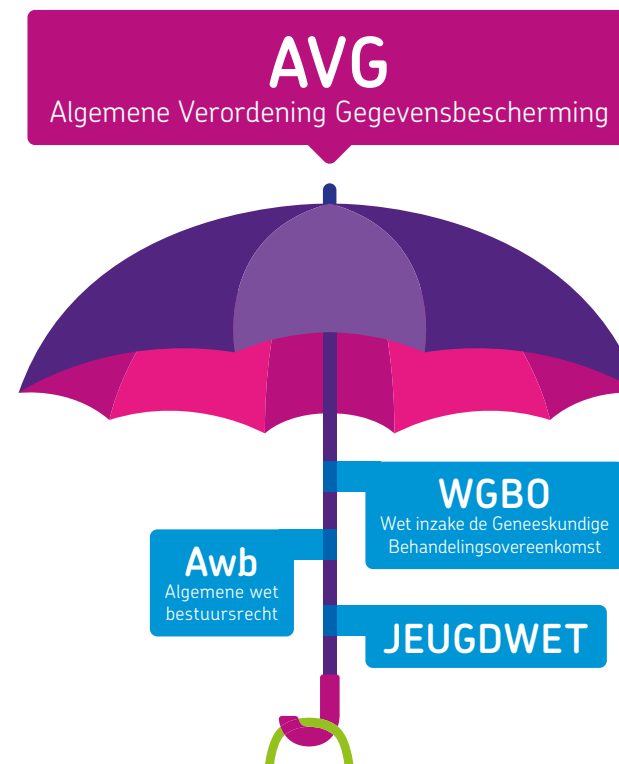 AVG
Algemene Verordening Gegevensbescherming
WGBO
Wet inzake de Geneeskundige
Behandelingsovereenkomst
Awb
Algemene wet
bestuursrecht
JEUGDWET